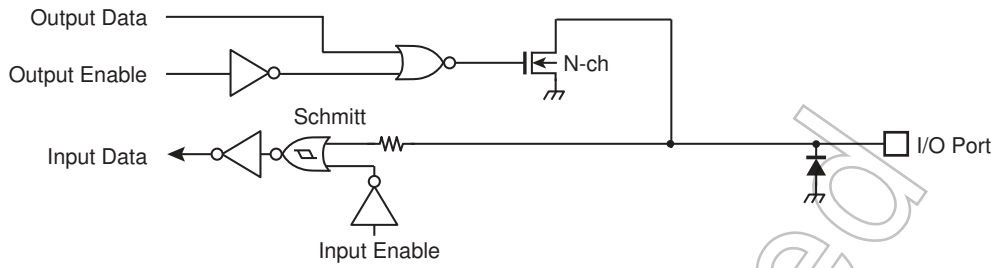 Output Data
N-ch
Output Enable
Schmitt
Input Data
I/O Port
Input Enable